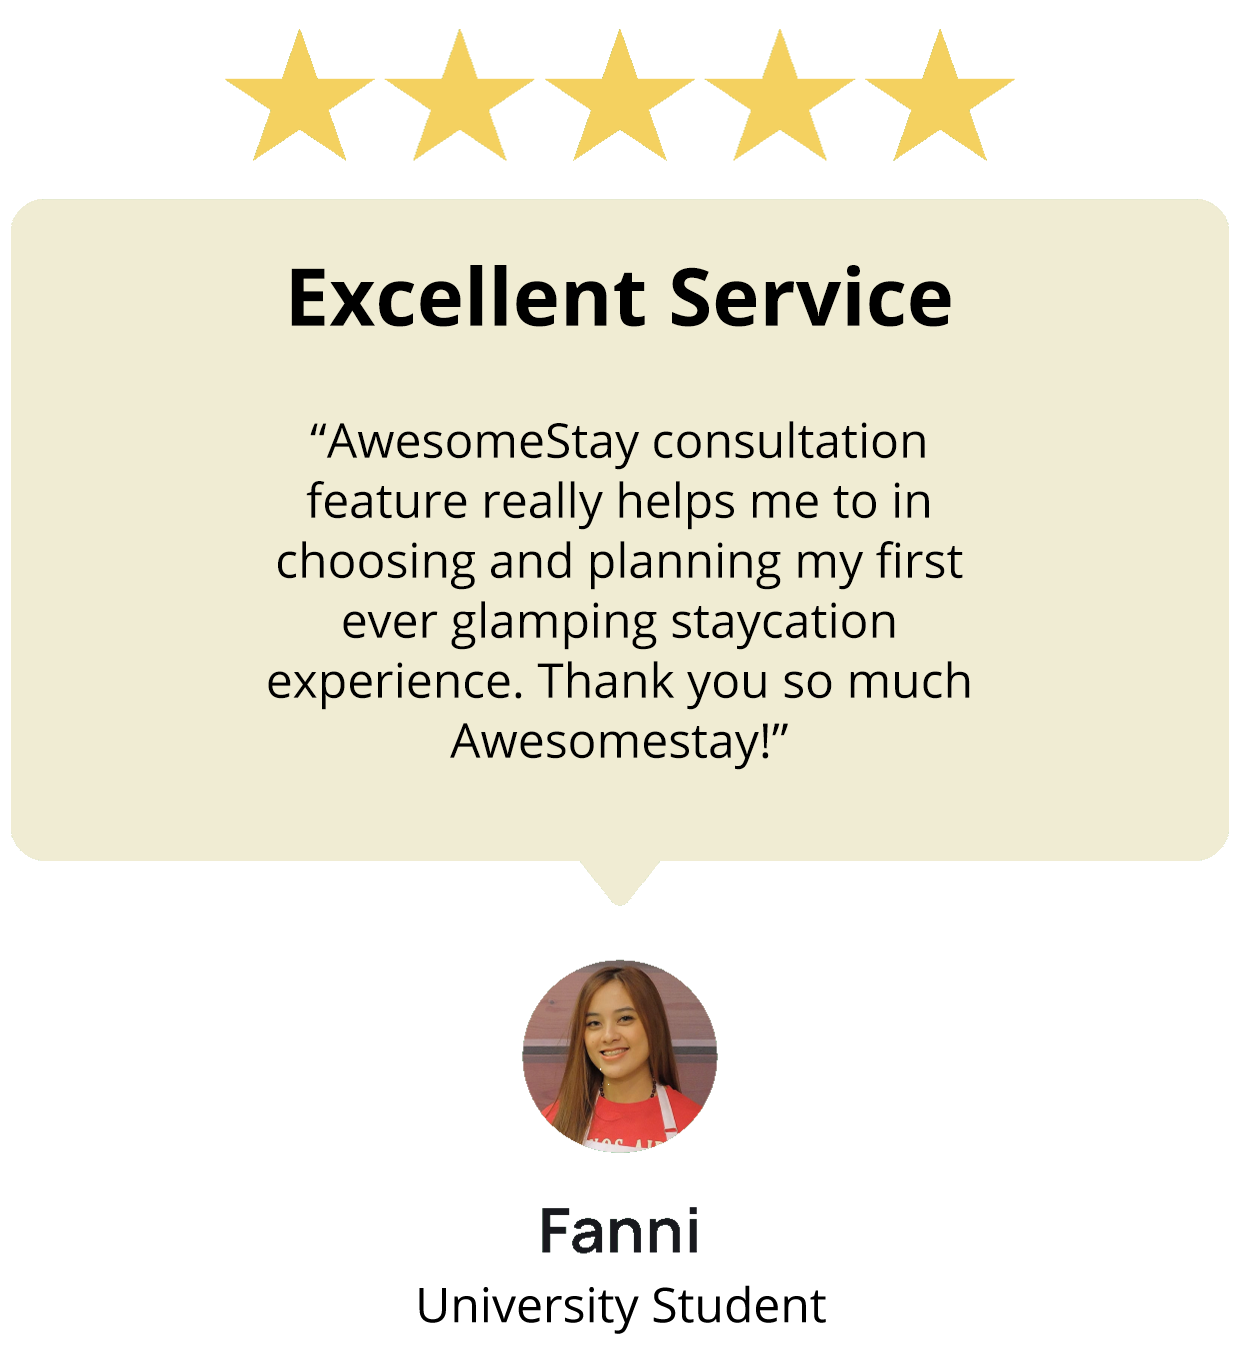 Excellent Service
“AwesomeStay consultation
feature really helps me to in
choosing and planning my first
ever glamping staycation
experience. Thank you so much
Awesomestay!”
Fanni
University Student